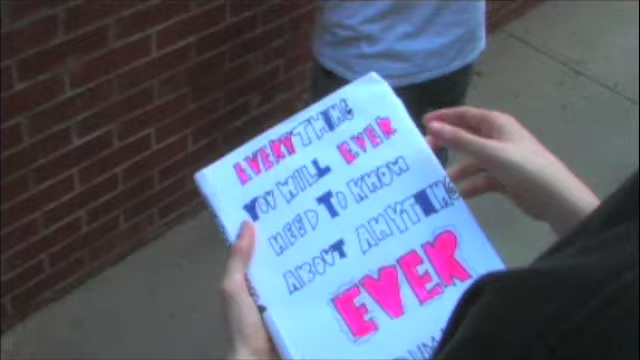 EVERYTHING
YOU WILL EVER
NEED TO KNOW
ABOUT ANYTHING
EVER